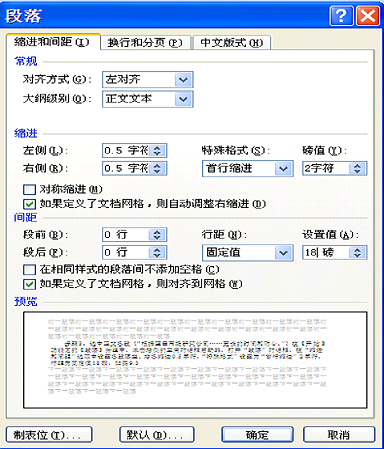 段落
缩进和间距(I) 换行和分页(P) 中文版式(H)
常规
对齐方式(G): 左对齐
大纲级别(O): 正文文本
缩进
左侧(L): 0.5 字符 特殊格式(S): 磅值(Y):
右侧(R): 0.5 字符 首行缩进 2字符
对称缩进(M)
如果定义了文档网格，则自动调整右缩进(D)
间距
段前(B): 0 行 行距(N): 设置值(A):
段后(F): 0 行 固定值 18 磅
在相同样式的段落间不添加空格(C)
如果定义了文档网格，则对齐到网格(W)
预览
制表位(T)... 默认(D)... 确定 取消